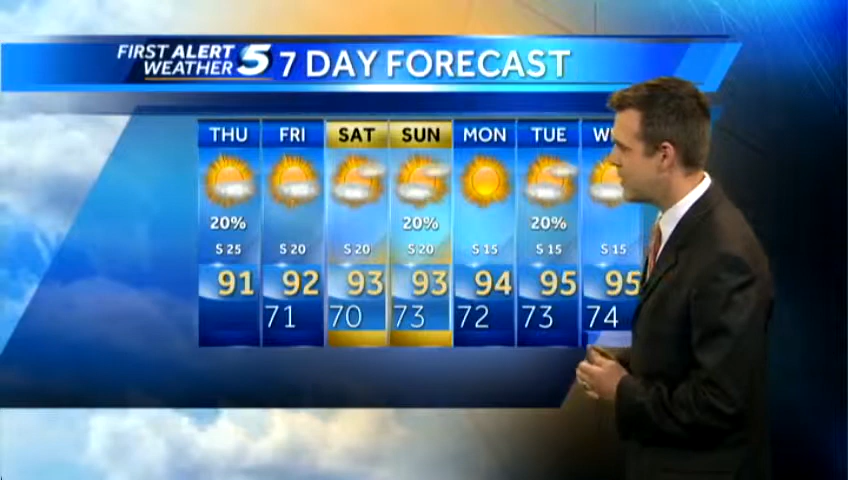 FIRST ALERT
WEATHER 5
7 DAY FORECAST
THU FRI SAT SUN MON TUE W
20% 20% 20%
S 25 S 20 S 20 S 20 S 15 S 15 S 15
91 92 93 93 94 95 95
71 70 73 72 73 74